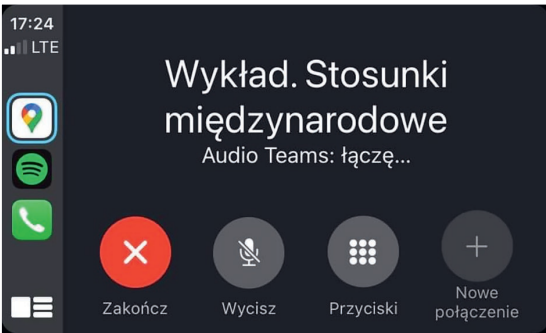 17:24
LTE
Wykład. Stosunki
międzynarodowe
Audio Teams: łączę...
Zakończ
Wycisz
Przyciski
Nowe
połączenie